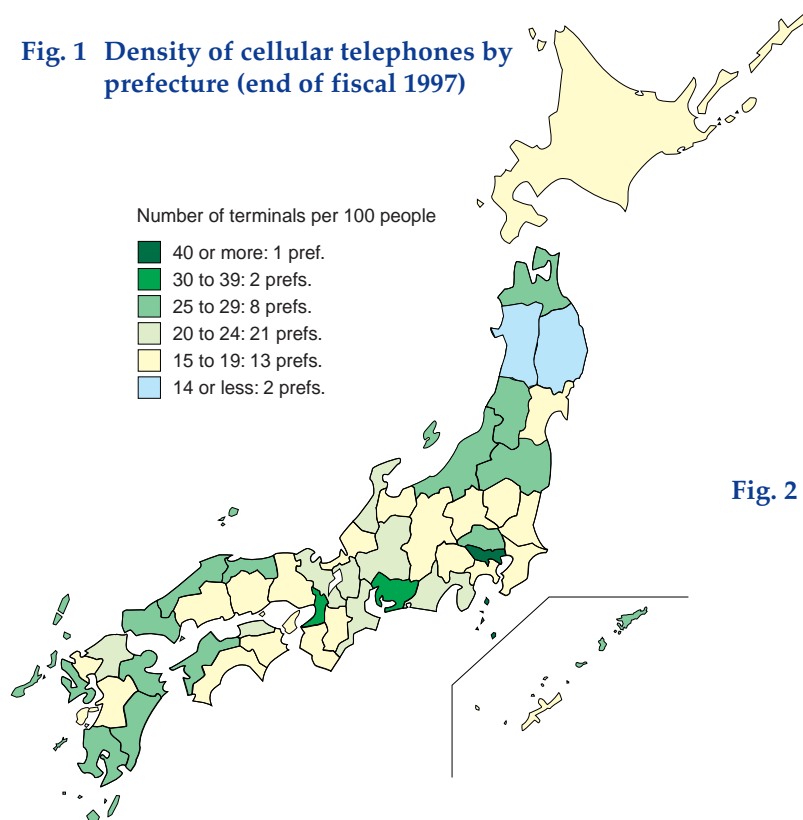 Fig. 1 Density of cellular telephones by
prefecture (end of fiscal 1997)
Number of terminals per 100 people
40 or more: 1 pref.
30 to 39: 2 prefs.
25 to 29: 8 prefs.
20 to 24: 21 prefs.
15 to 19: 13 prefs.
14 or less: 2 prefs.
Fig. 2